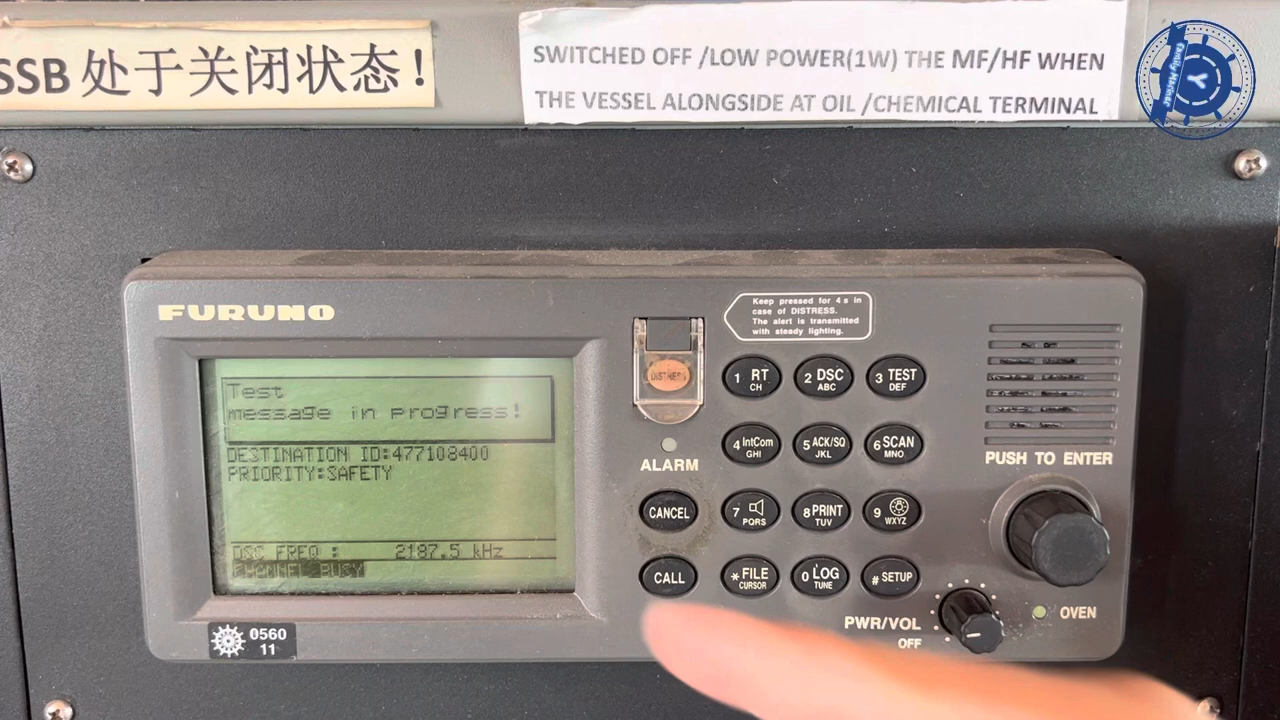 SSB 处于关闭状态！
SWITCHED OFF /LOW POWER(1W) THE MF/HF WHEN
THE VESSEL ALONGSIDE AT OIL /CHEMICAL TERMINAL
Family Mariner
Y
FURUNO
Keep pressed for 4 s in
case of DISTRESS.
The alert is transmitted
with steady lighting.
DISTRESS
Test
message in progress!
DESTINATION ID:477108400
PRIORITY:SAFETY
DSC FREQ : 2187.5 kHz
CHANNEL BUSY
ALARM
CANCEL
CALL
1 RT
CH
2 DSC
ABC
3 TEST
DEF
4 IntCom
GHI
5 ACK/SQ
JKL
6 SCAN
MNO
7
PQRS
8 PRINT
TUV
9
WXYZ
* FILE
CURSOR
0 LOG
TUNE
# SETUP
PUSH TO ENTER
PWR/VOL
OFF
OVEN
0560
11